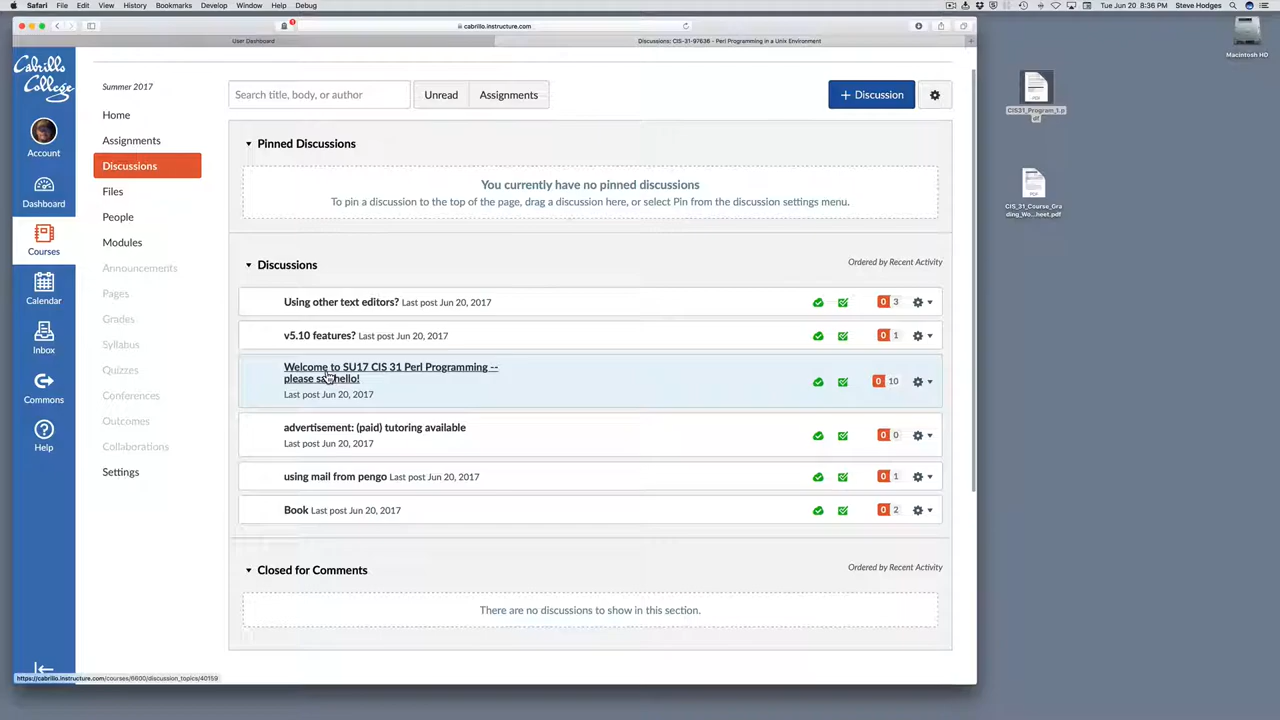 Safari File Edit View History Bookmarks Develop Window Help Debug
Tue Jun 20 8:36 PM Steve Hodges
cabrillo.instructure.com
User Dashboard
Discussions: CIS-31-97636 - Perl Programming in a Unix Environment
Macintosh HD
Cabrillo College
Account
Dashboard
Courses
Calendar
Inbox
Commons
Help
Summer 2017
Home
Assignments
Discussions
Files
People
Modules
Announcements
Pages
Grades
Syllabus
Quizzes
Conferences
Outcomes
Collaborations
Settings
Search title, body, or author
Unread
Assignments
+ Discussion
Pinned Discussions
You currently have no pinned discussions
To pin a discussion to the top of the page, drag a discussion here, or select Pin from the discussion settings menu.
Discussions
Ordered by Recent Activity
Using other text editors? Last post Jun 20, 2017
0 3
v5.10 features? Last post Jun 20, 2017
0 1
Welcome to SU17 CIS 31 Perl Programming --
please say hello!
Last post Jun 20, 2017
0 10
advertisement: (paid) tutoring available
Last post Jun 20, 2017
0 0
using mail from pengo Last post Jun 20, 2017
0 1
Book Last post Jun 20, 2017
0 2
Closed for Comments
Ordered by Recent Activity
There are no discussions to show in this section.
https://cabrillo.instructure.com/courses/6600/discussion_topics/40159
CIS31_Program_1.p
df
CIS_31_Course_Gra
ding_Wo...heet.pdf